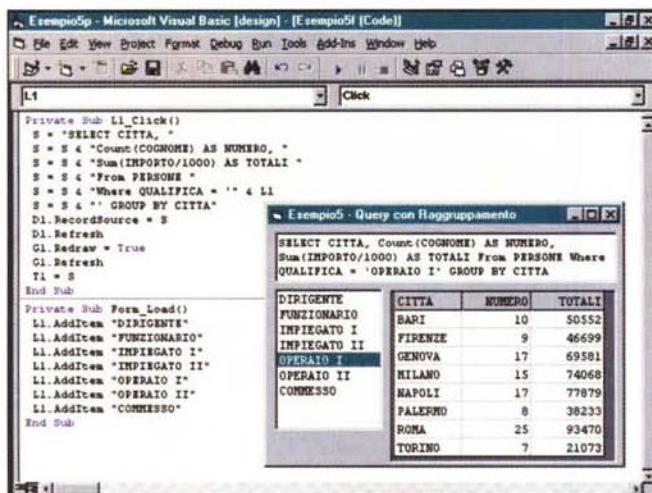 Esempio5p - Microsoft Visual Basic [design] - [Esempio5f (Code)]
File Edit View Project Format Debug Run Tools Add-Ins Window Help
L1 Click
Private Sub L1_Click()
S = "SELECT CITTA, "
S = S & "Count(COGNOME) AS NUMERO, "
S = S & "Sum(IMPORTO/1000) AS TOTALI "
S = S & "From PERSONE "
S = S & "Where QUALIFICA = '" & L1
S = S & "' GROUP BY CITTA"
D1.RecordSource = S
D1.Refresh
G1.Redraw = True
G1.Refresh
T1 = S
End Sub
Private Sub Form_Load()
L1.AddItem "DIRIGENTE"
L1.AddItem "FUNZIONARIO"
L1.AddItem "IMPIEGATO I"
L1.AddItem "IMPIEGATO II"
L1.AddItem "OPERAIO I"
L1.AddItem "OPERAIO II"
L1.AddItem "COMMESSO"
End Sub
Esempio5 - Query con Raggruppamento
SELECT CITTA, Count(COGNOME) AS NUMERO,
Sum(IMPORTO/1000) AS TOTALI From PERSONE Where
QUALIFICA = 'OPERAIO I' GROUP BY CITTA
DIRIGENTE
FUNZIONARIO
IMPIEGATO I
IMPIEGATO II
OPERAIO I
OPERAIO II
COMMESSO
CITTA NUMERO TOTALI
BARI 10 50552
FIRENZE 9 46699
GENOVA 17 69581
MILANO 15 74068
NAPOLI 17 77879
PALERMO 8 38233
ROMA 25 93470
TORINO 7 21073